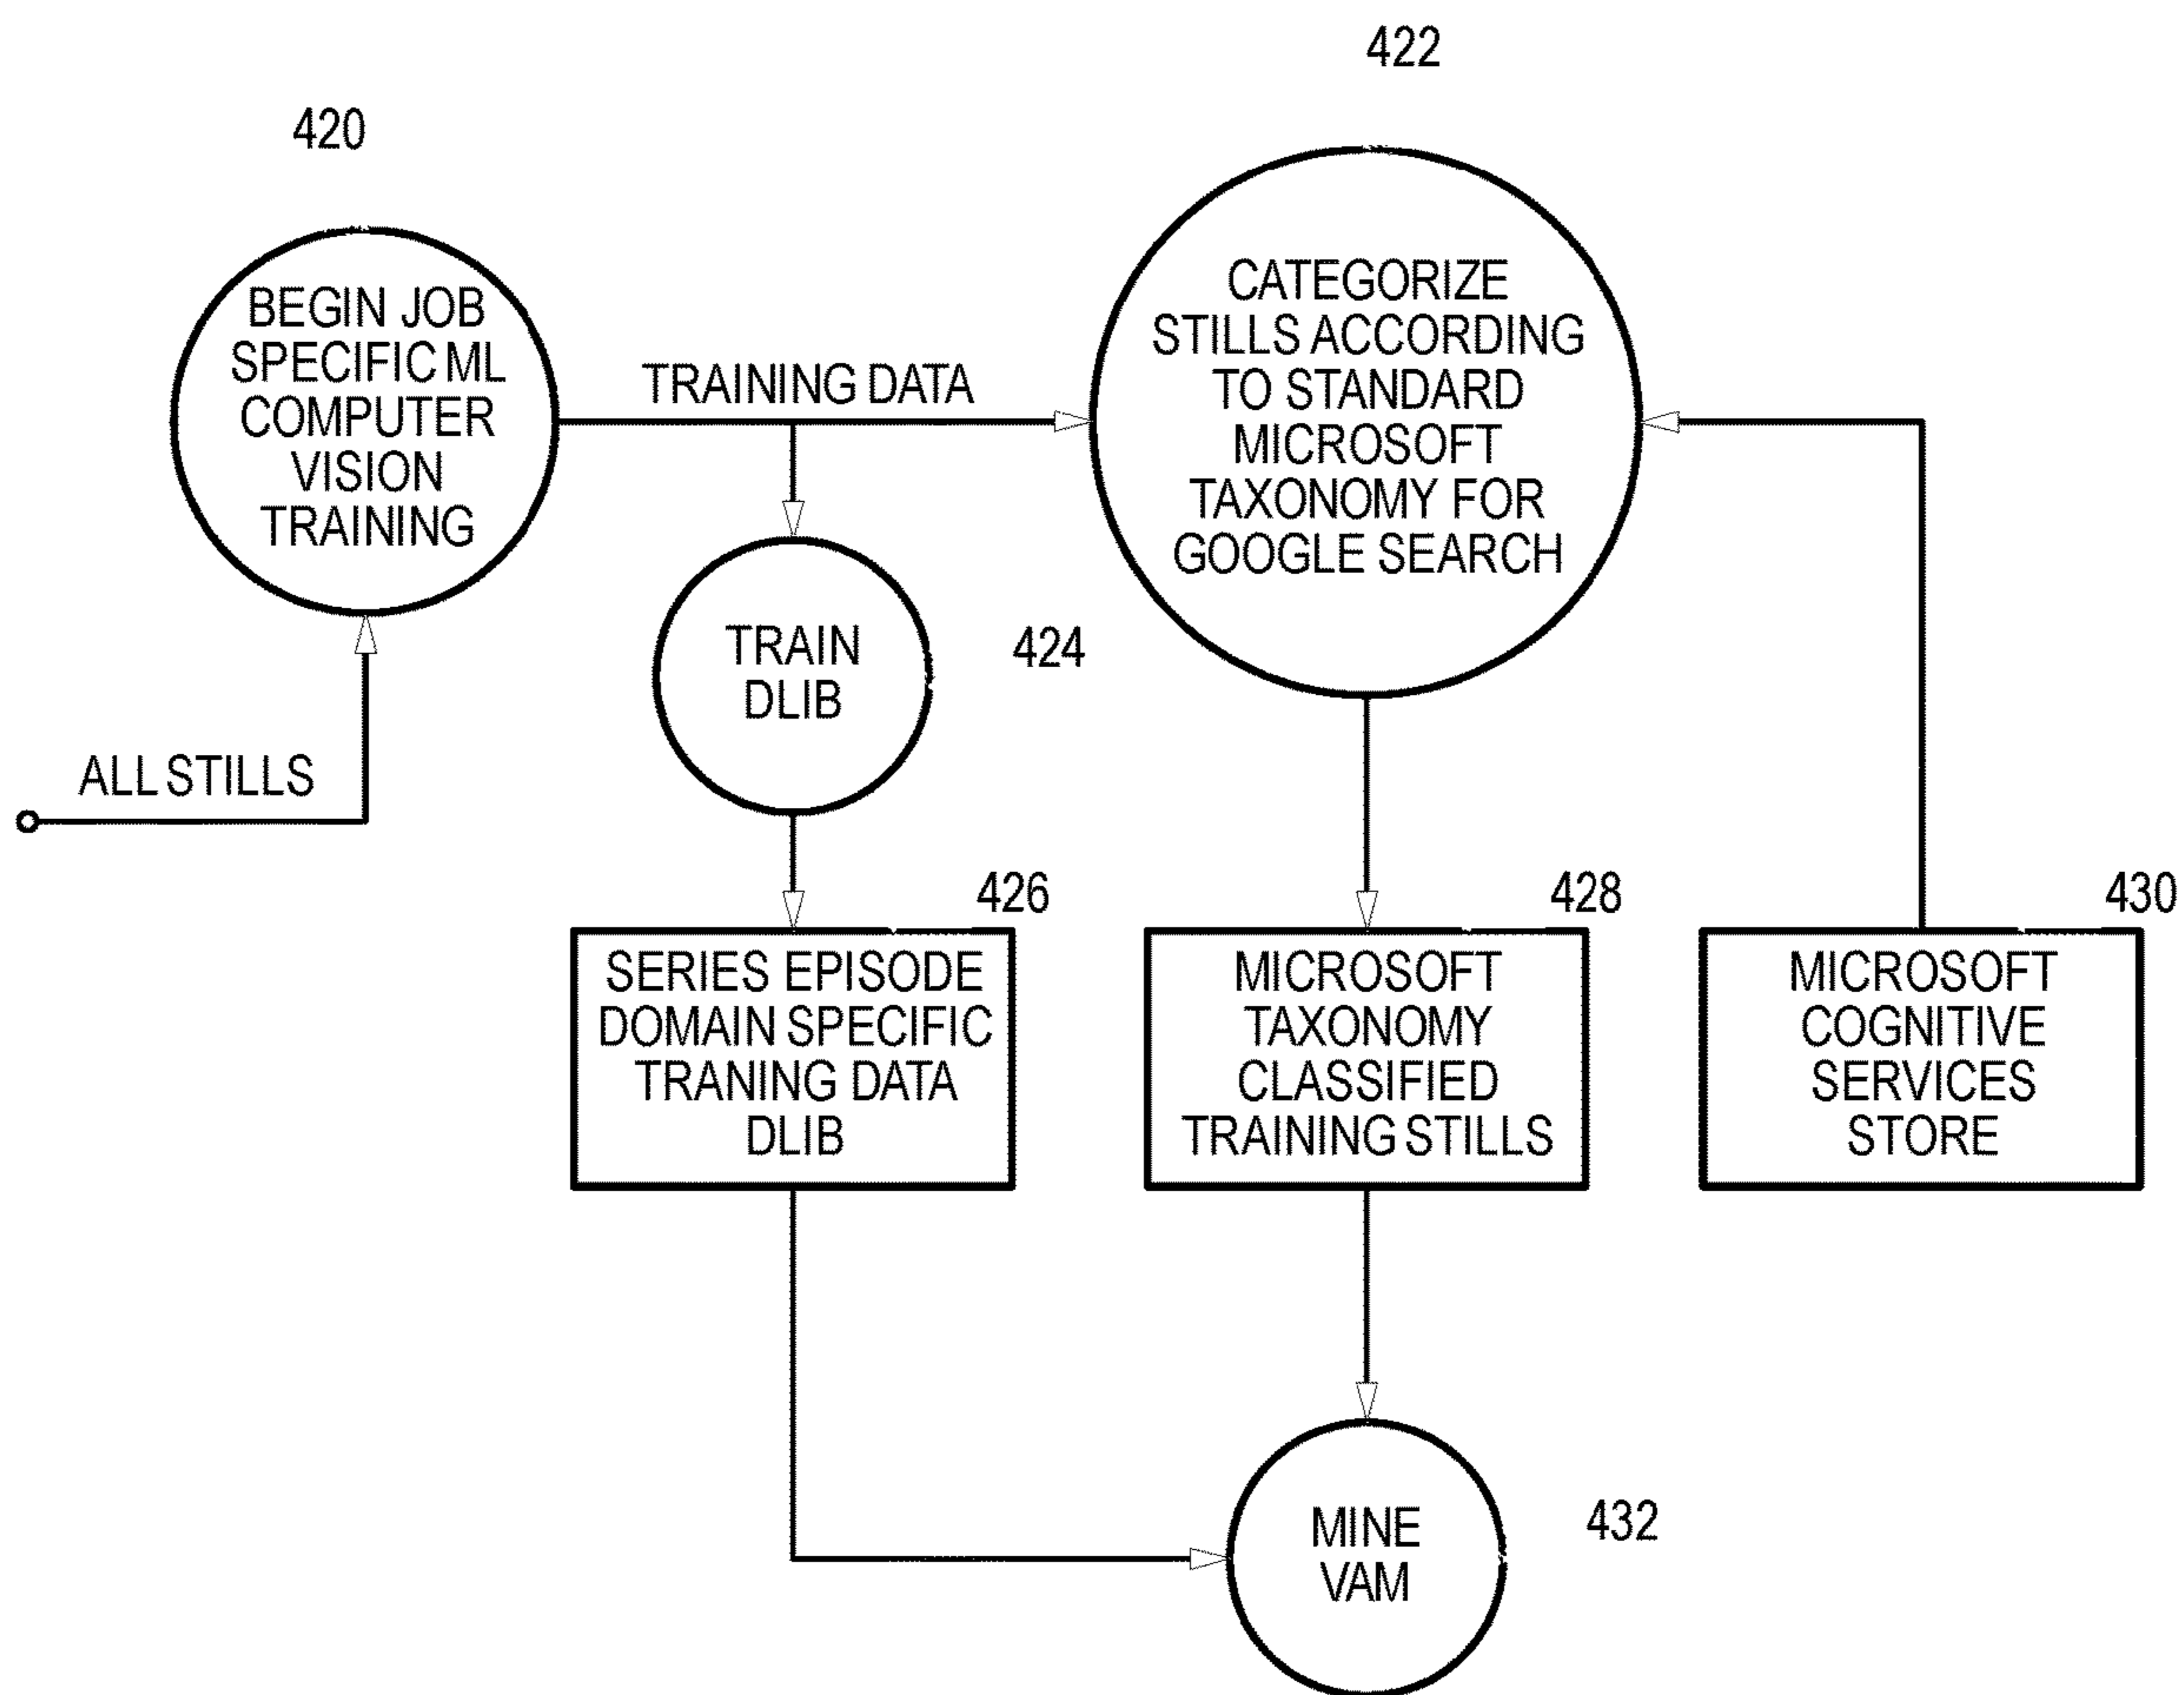 422
420
BEGIN JOB
SPECIFIC ML
COMPUTER
VISION
TRAINING
TRAINING DATA
CATEGORIZE
STILLS ACCORDING
TO STANDARD
MICROSOFT
TAXONOMY FOR
GOOGLE SEARCH
TRAIN
DLIB
424
ALL STILLS
426
SERIES EPISODE
DOMAIN SPECIFIC
TRANING DATA
DLIB
428
MICROSOFT
TAXONOMY
CLASSIFIED
TRAINING STILLS
430
MICROSOFT
COGNITIVE
SERVICES
STORE
MINE
VAM
432